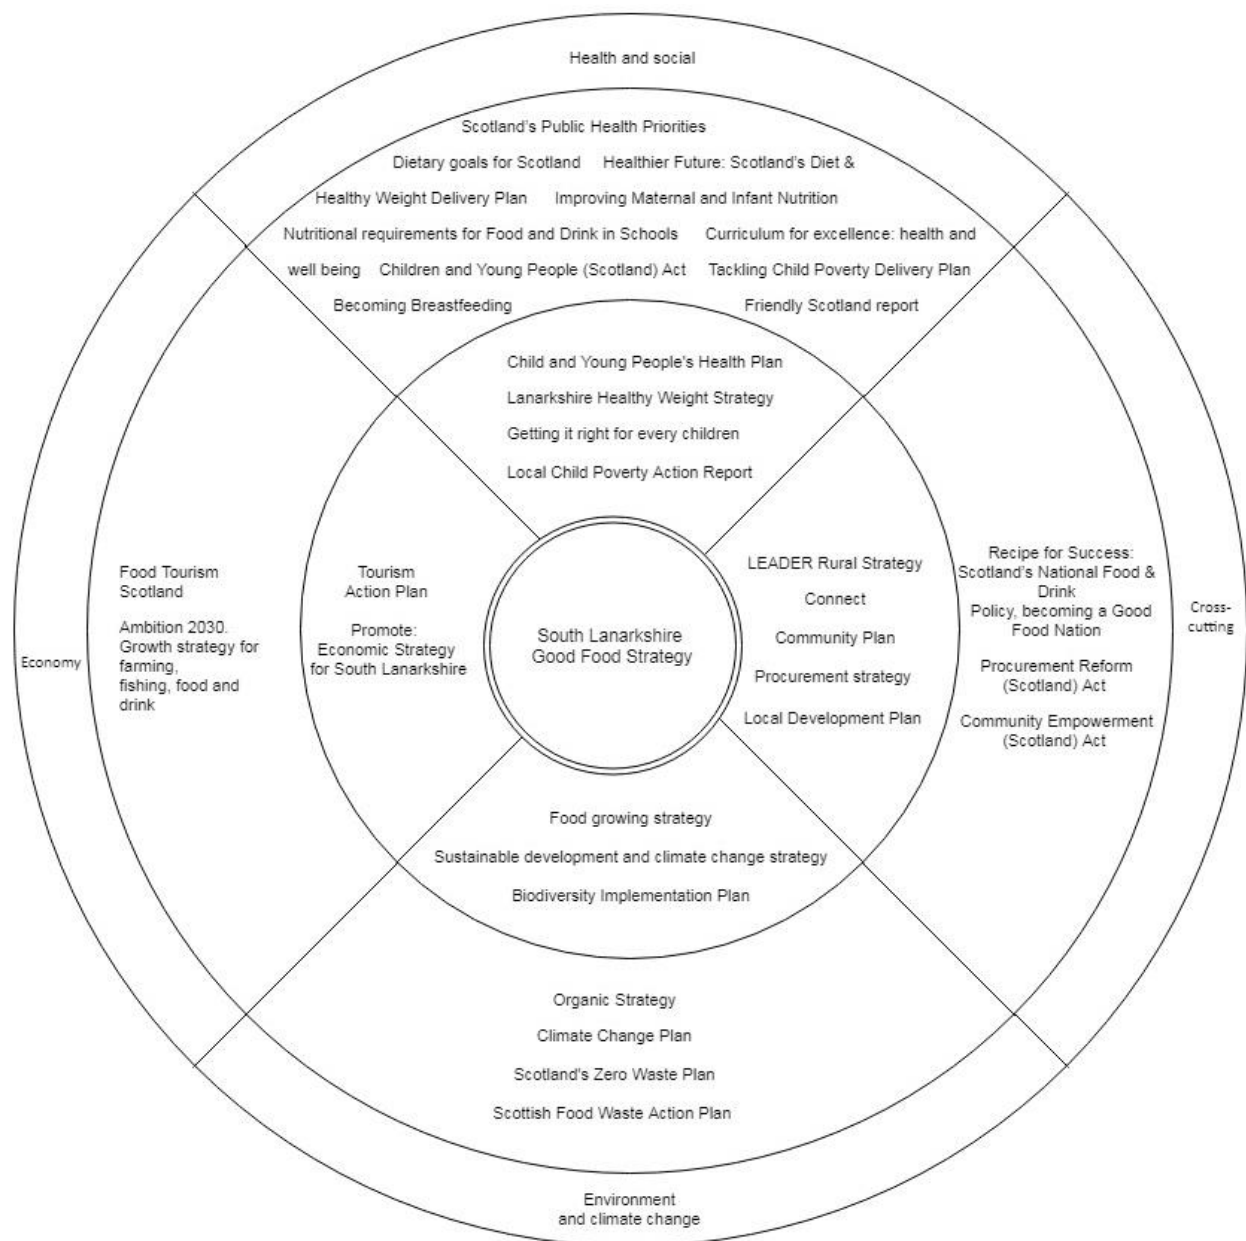 Health and social
Scotland's Public Health Priorities
Dietary goals for Scotland Healthier Future: Scotland's Diet &
Healthy Weight Delivery Plan Improving Maternal and Infant Nutrition
Nutritional requirements for Food and Drink in Schools Curriculum for excellence: health and
well being Children and Young People (Scotland) Act Tackling Child Poverty Delivery Plan
Becoming Breastfeeding Friendly Scotland report
Child and Young People's Health Plan
Lanarkshire Healthy Weight Strategy
Getting it right for every children
Local Child Poverty Action Report
Economy
Food Tourism
Scotland
Ambition 2030.
Growth strategy for
farming,
fishing, food and
drink
Tourism
Action Plan
Promote:
Economic Strategy
for South Lanarkshire
South Lanarkshire
Good Food Strategy
LEADER Rural Strategy
Connect
Community Plan
Procurement strategy
Local Development Plan
Recipe for Success:
Scotland's National Food &
Drink
Policy, becoming a Good
Food Nation
Procurement Reform
(Scotland) Act
Community Empowerment
(Scotland) Act
Cross-
cutting
Food growing strategy
Sustainable development and climate change strategy
Biodiversity Implementation Plan
Organic Strategy
Climate Change Plan
Scotland's Zero Waste Plan
Scottish Food Waste Action Plan
Environment
and climate change